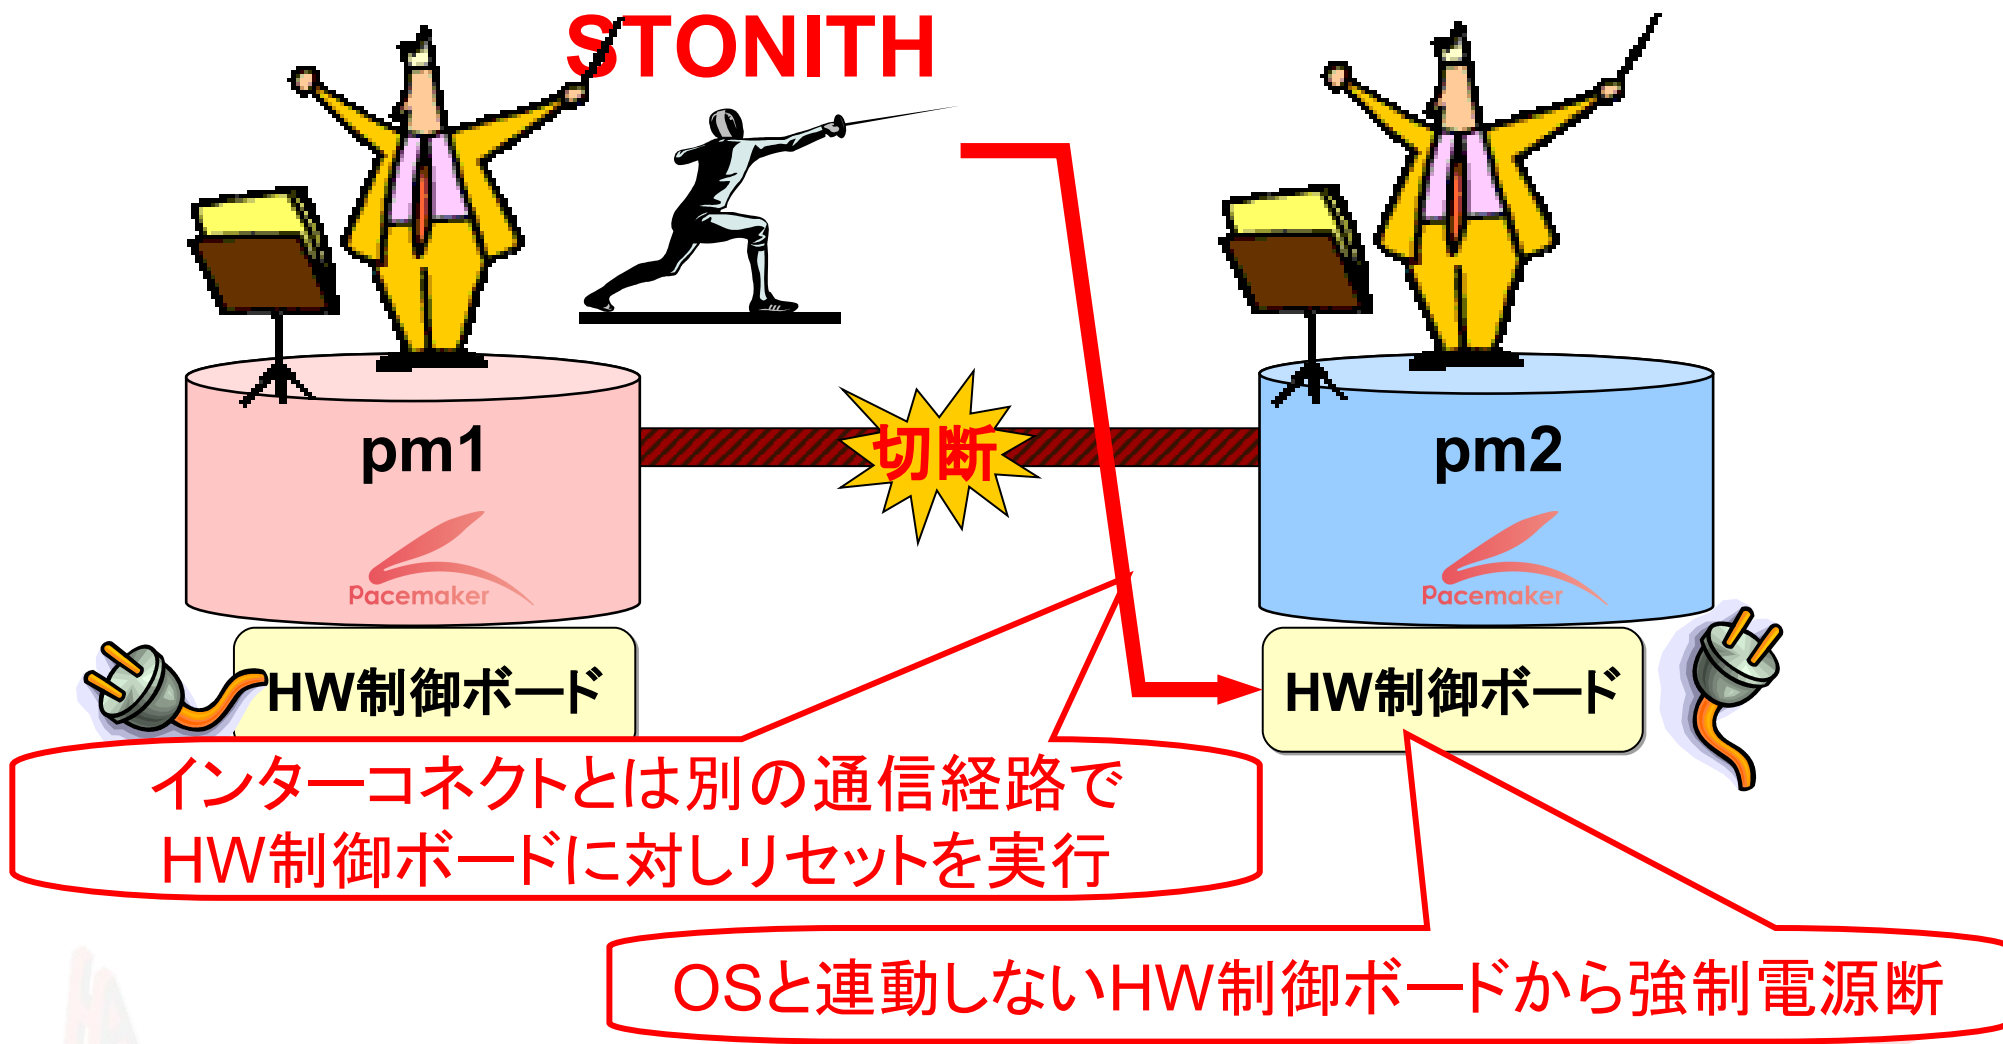 STONITH
pm1
切断
pm2
Pacemaker
Pacemaker
HW制御ボード
HW制御ボード
インターコネクトとは別の通信経路で
HW制御ボードに対しリセットを実行
OSと連動しないHW制御ボードから強制電源断